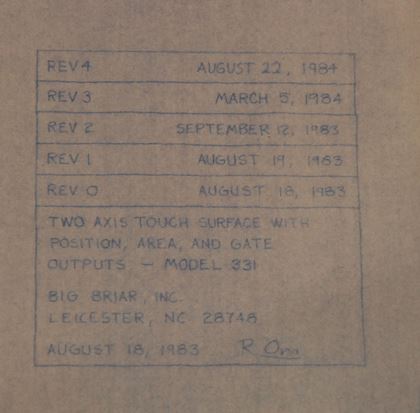 REV 4 AUGUST 22, 1984
REV 3 MARCH 5, 1984
REV 2 SEPTEMBER 12, 1983
REV 1 AUGUST 19, 1983
REV 0 AUGUST 18, 1983
TWO AXIS TOUCH SURFACE WITH
POSITION, AREA, AND GATE
OUTPUTS — MODEL 331
BIG BRIAR, INC.
LEICESTER, NC 28748
AUGUST 18, 1983 R